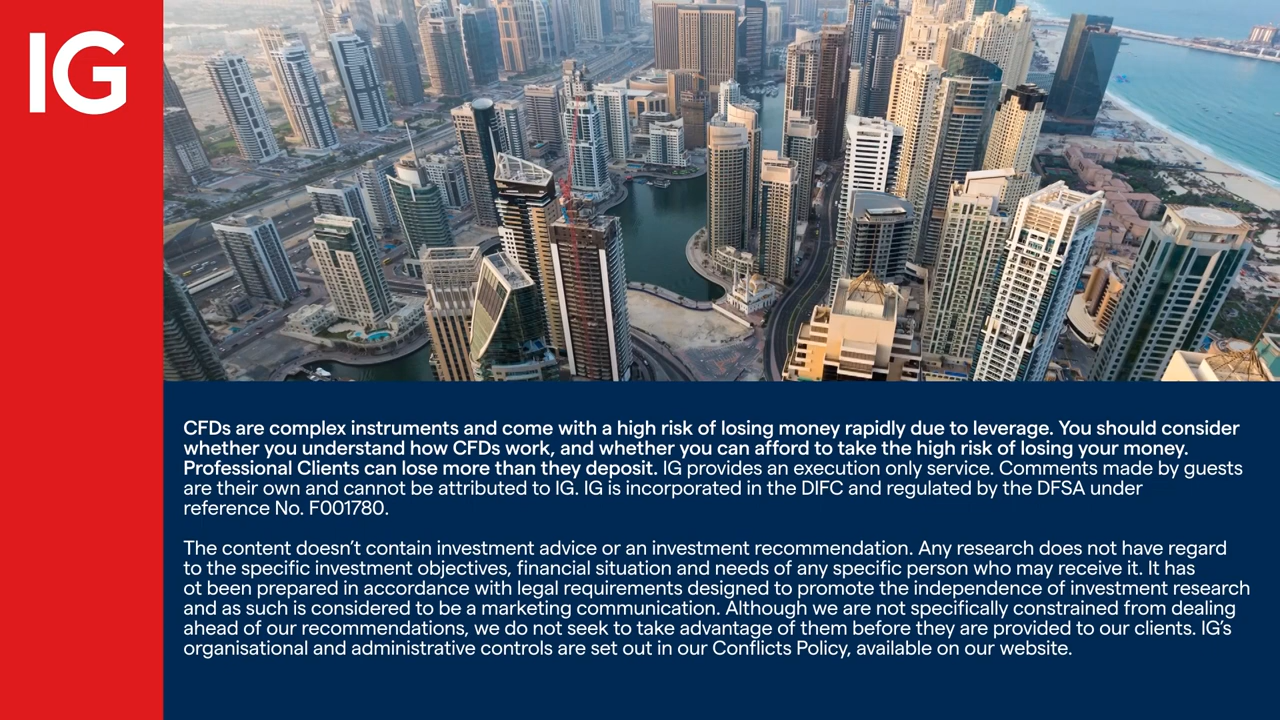 IG
CFDs are complex instruments and come with a high risk of losing money rapidly due to leverage. You should consider
whether you understand how CFDs work, and whether you can afford to take the high risk of losing your money.
Professional Clients can lose more than they deposit. IG provides an execution only service. Comments made by guests
are their own and cannot be attributed to IG. IG is incorporated in the DIFC and regulated by the DFSA under
reference No. F001780.
The content doesn’t contain investment advice or an investment recommendation. Any research does not have regard
to the specific investment objectives, financial situation and needs of any specific person who may receive it. It has
ot been prepared in accordance with legal requirements designed to promote the independence of investment research
and as such is considered to be a marketing communication. Although we are not specifically constrained from dealing
ahead of our recommendations, we do not seek to take advantage of them before they are provided to our clients. IG’s
organisational and administrative controls are set out in our Conflicts Policy, available on our website.